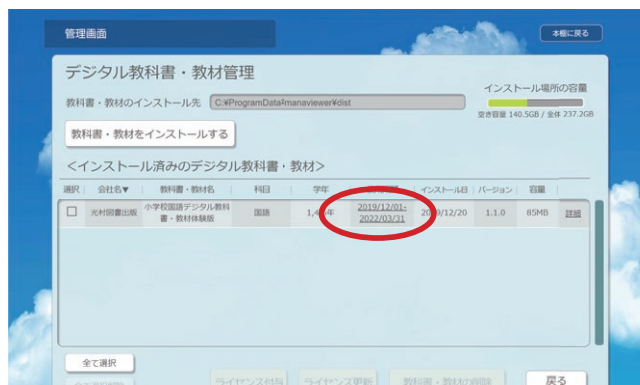 管理画面
本棚に戻る
デジタル教科書・教材管理
インストール場所の容量
教科書・教材のインストール先 C:¥ProgramData¥manaviewer¥dist
空き容量 140.5GB / 全体 237.2GB
教科書・教材をインストールする
<インストール済みのデジタル教科書・教材>
選択 会社名▼ 教科書・教材名 科目 学年 インストール日 バージョン 容量
光村図書出版 小学校国語デジタル教科書・教材体験版 国語 2019/12/01-2022/03/31 1.1.0 85MB 詳細
全て選択
ライセンス付与 ライセンス更新 教科書・教材の削除 戻る